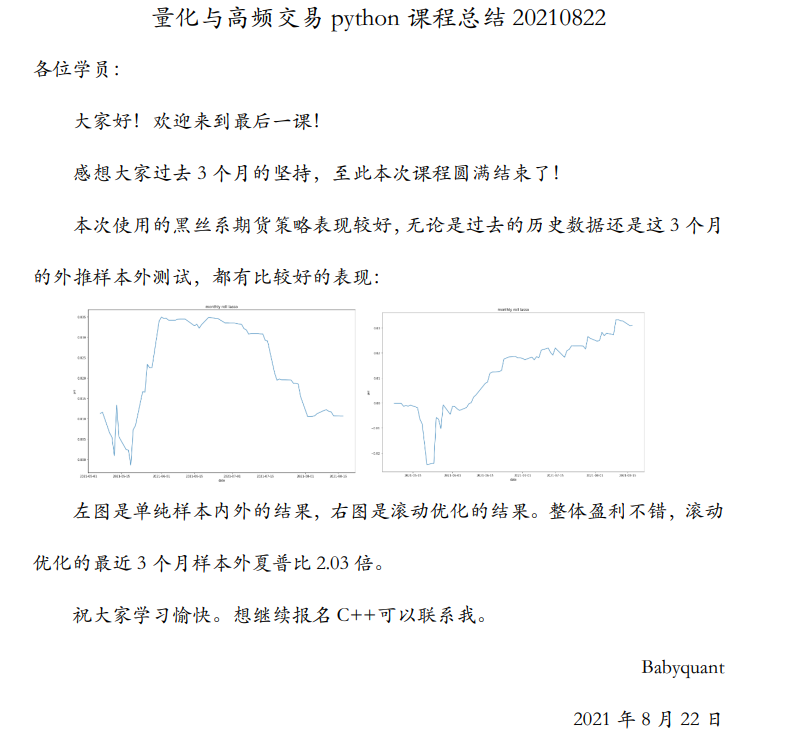 量化与高频交易 python 课程总结 20210822
各位学员：
大家好！欢迎来到最后一课！
感想大家过去 3 个月的坚持，至此本次课程圆满结束了！
本次使用的黑丝系期货策略表现较好，无论是过去的历史数据还是这 3 个月
的外推样本外测试，都有比较好的表现：
monthly roll lasso
monthly roll lasso
左图是单纯样本内外的结果，右图是滚动优化的结果。整体盈利不错，滚动
优化的最近 3 个月样本外夏普比 2.03 倍。
祝大家学习愉快。想继续报名 C++可以联系我。
Babyquant
2021 年 8 月 22 日